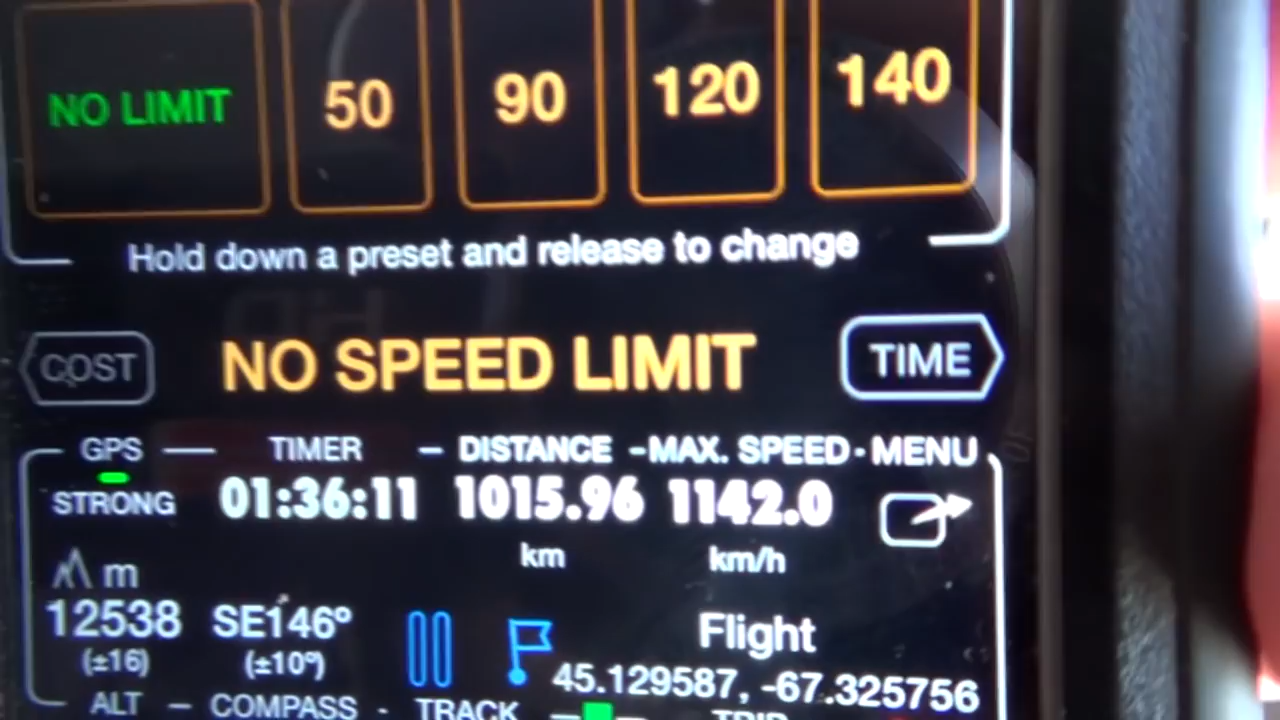 NO LIMIT 50 90 120 140
Hold down a preset and release to change
COST NO SPEED LIMIT TIME
GPS TIMER DISTANCE MAX. SPEED MENU
STRONG 01:36:11 1015.96 1142.0
km km/h
m
12538 SE146° Flight
(±16) (±10°) 45.129587, -67.325756
ALT COMPASS TRACK TRIP